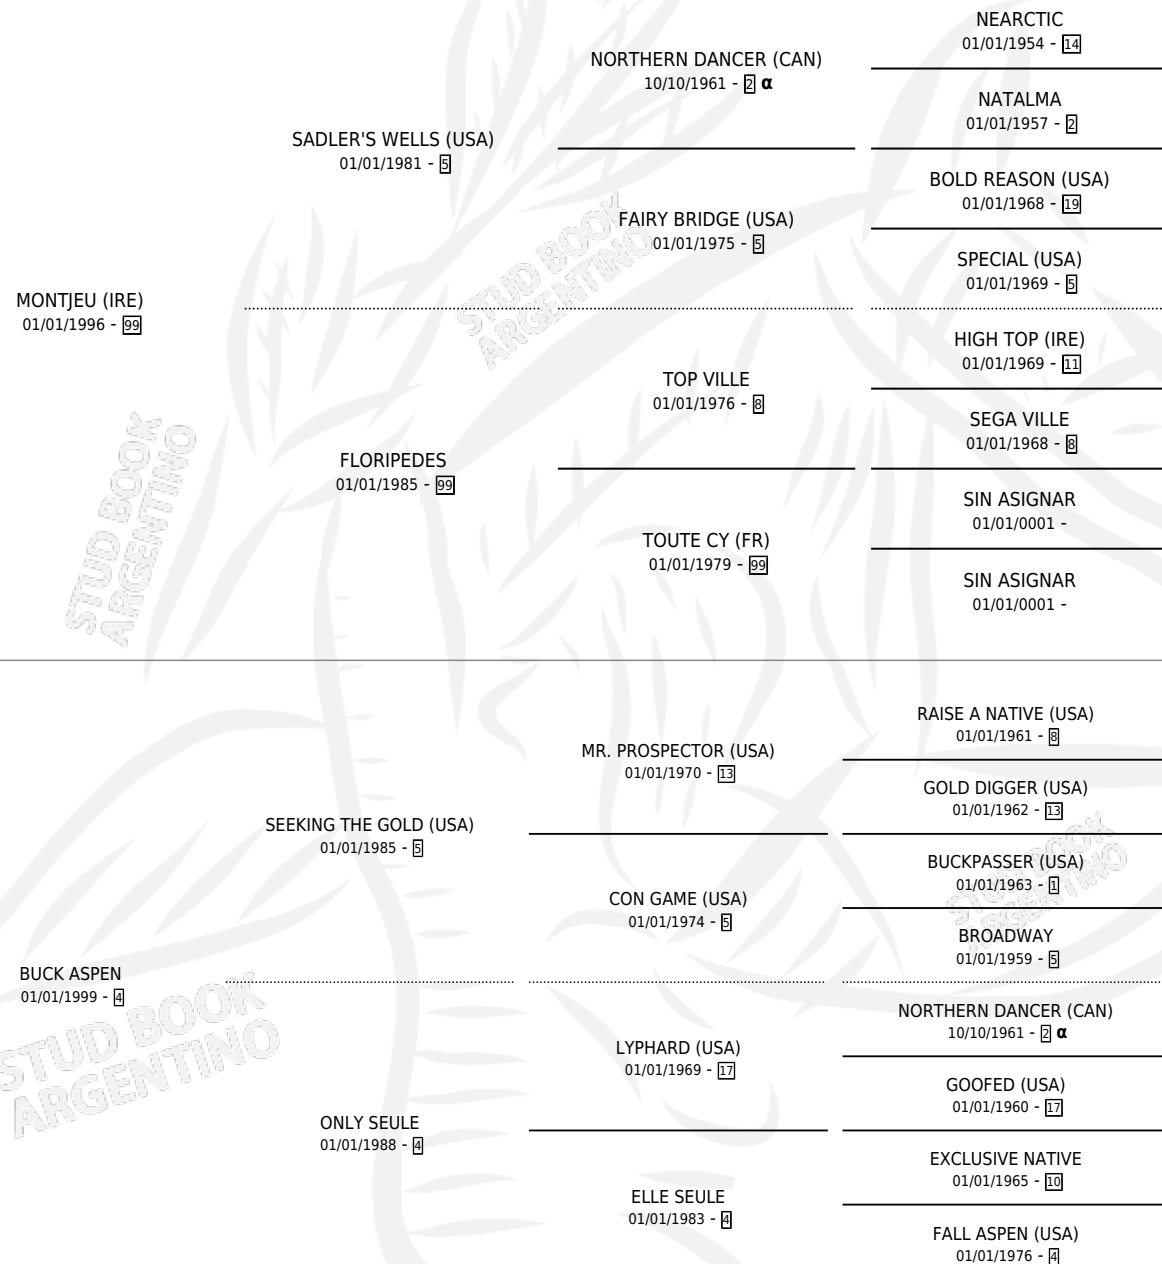 NEARCTIC
01/01/1954 - 14
NORTHERN DANCER (CAN)
10/10/1961 - 2 α
NATALMA
01/01/1957 - 2
SADLER'S WELLS (USA)
01/01/1981 - 5
BOLD REASON (USA)
01/01/1968 - 19
FAIRY BRIDGE (USA)
01/01/1975 - 5
SPECIAL (USA)
01/01/1969 - 5
STUD BOOK
ARGENTINO
MONTJEU (IRE)
01/01/1996 - 99
HIGH TOP (IRE)
01/01/1969 - 11
TOP VILLE
01/01/1976 - 8
SEGA VILLE
01/01/1968 - 8
FLORIPEDES
01/01/1985 - 99
SIN ASIGNAR
01/01/0001 -
TOUTE CY (FR)
01/01/1979 - 99
SIN ASIGNAR
01/01/0001 -
STUD BOOK
ARGENTINO
RAISE A NATIVE (USA)
01/01/1961 - 8
MR. PROSPECTOR (USA)
01/01/1970 - 13
GOLD DIGGER (USA)
01/01/1962 - 13
SEEKING THE GOLD (USA)
01/01/1985 - 5
BUCKPASSER (USA)
01/01/1963 - 1
CON GAME (USA)
01/01/1974 - 5
BROADWAY
01/01/1959 - 5
STUD BOOK
ARGENTINO
BUCK ASPEN
01/01/1999 - 4
NORTHERN DANCER (CAN)
10/10/1961 - 2 α
LYPHARD (USA)
01/01/1969 - 17
GOOFED (USA)
01/01/1960 - 17
STUD BOOK
ARGENTINO
ONLY SEULE
01/01/1988 - 4
EXCLUSIVE NATIVE
01/01/1965 - 10
ELLE SEULE
01/01/1983 - 4
FALL ASPEN (USA)
01/01/1976 - 4